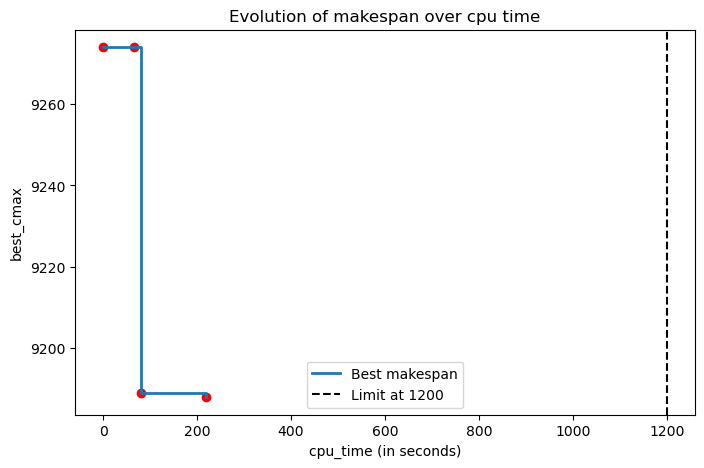 Evolution of makespan over cpu time
best_cmax
9260
9240
9220
9200
0
200
400
600
800
1000
1200
cpu_time (in seconds)
Best makespan
Limit at 1200